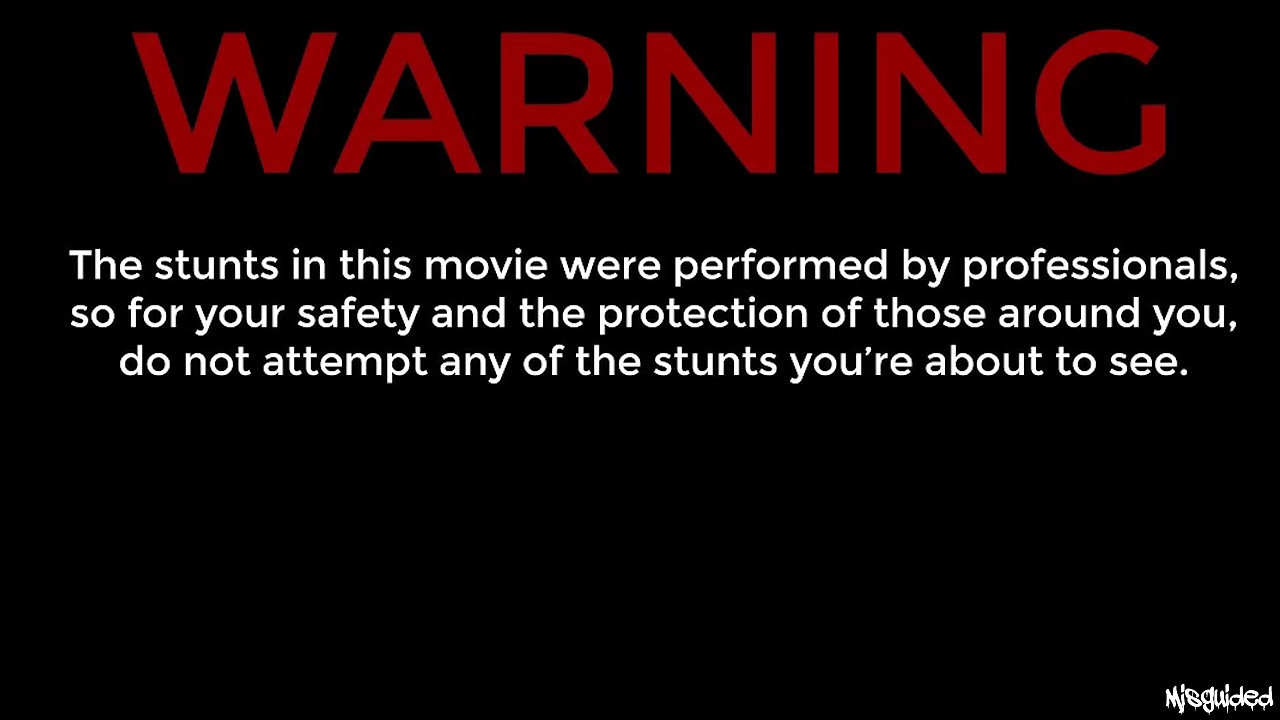 WARNING
The stunts in this movie were performed by professionals,
so for your safety and the protection of those around you,
do not attempt any of the stunts you’re about to see.
Misguided